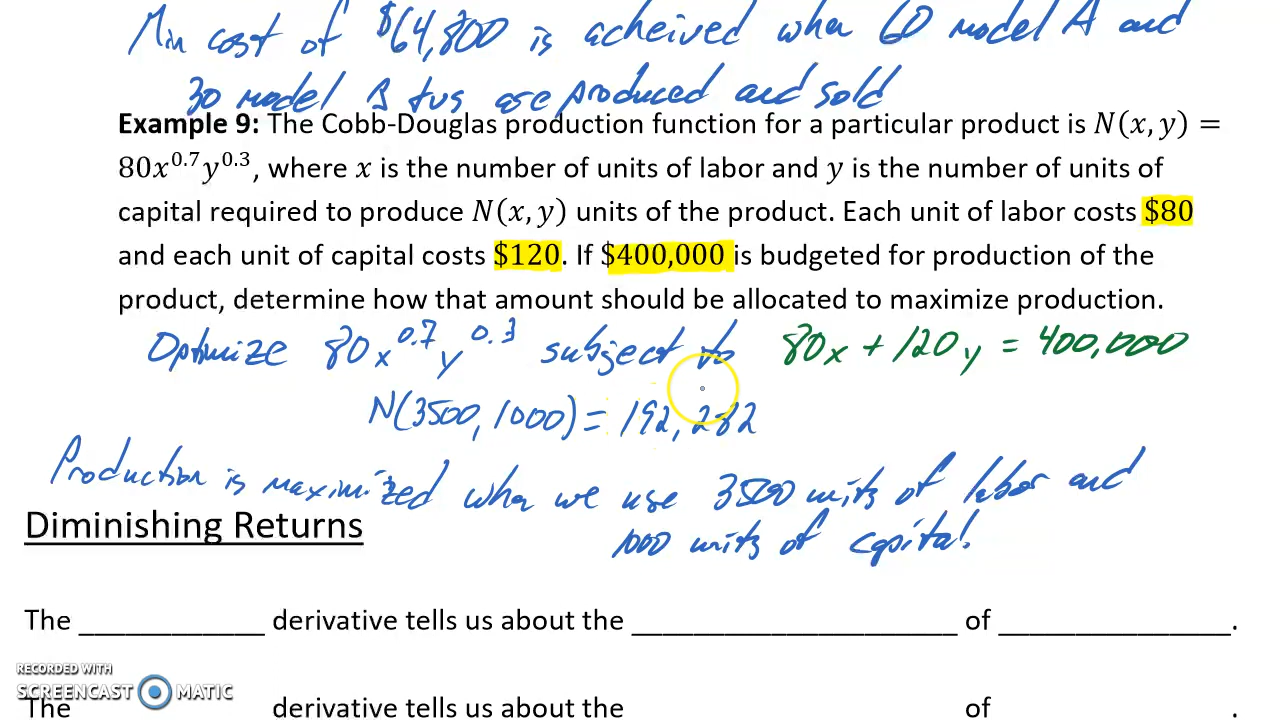 Min cost of $64,800 is acheived when 60 model A and
30 model B tvs are produced and sold
Example 9: The Cobb-Douglas production function for a particular product is N(x, y) =
80x^0.7 y^0.3, where x is the number of units of labor and y is the number of units of
capital required to produce N(x, y) units of the product. Each unit of labor costs $80
and each unit of capital costs $120. If $400,000 is budgeted for production of the
product, determine how that amount should be allocated to maximize production.
Optimize 80x^0.7 y^0.3 subject to 80x + 120y = 400,000
N(3500, 1000) = 192,282
Production is maximized when we use 3500 units of labor and
1000 units of capital.
Diminishing Returns
The ____________ derivative tells us about the _____________________ of _______________.
RECORDED WITH
SCREENCAST MATIC
The derivative tells us about the of .